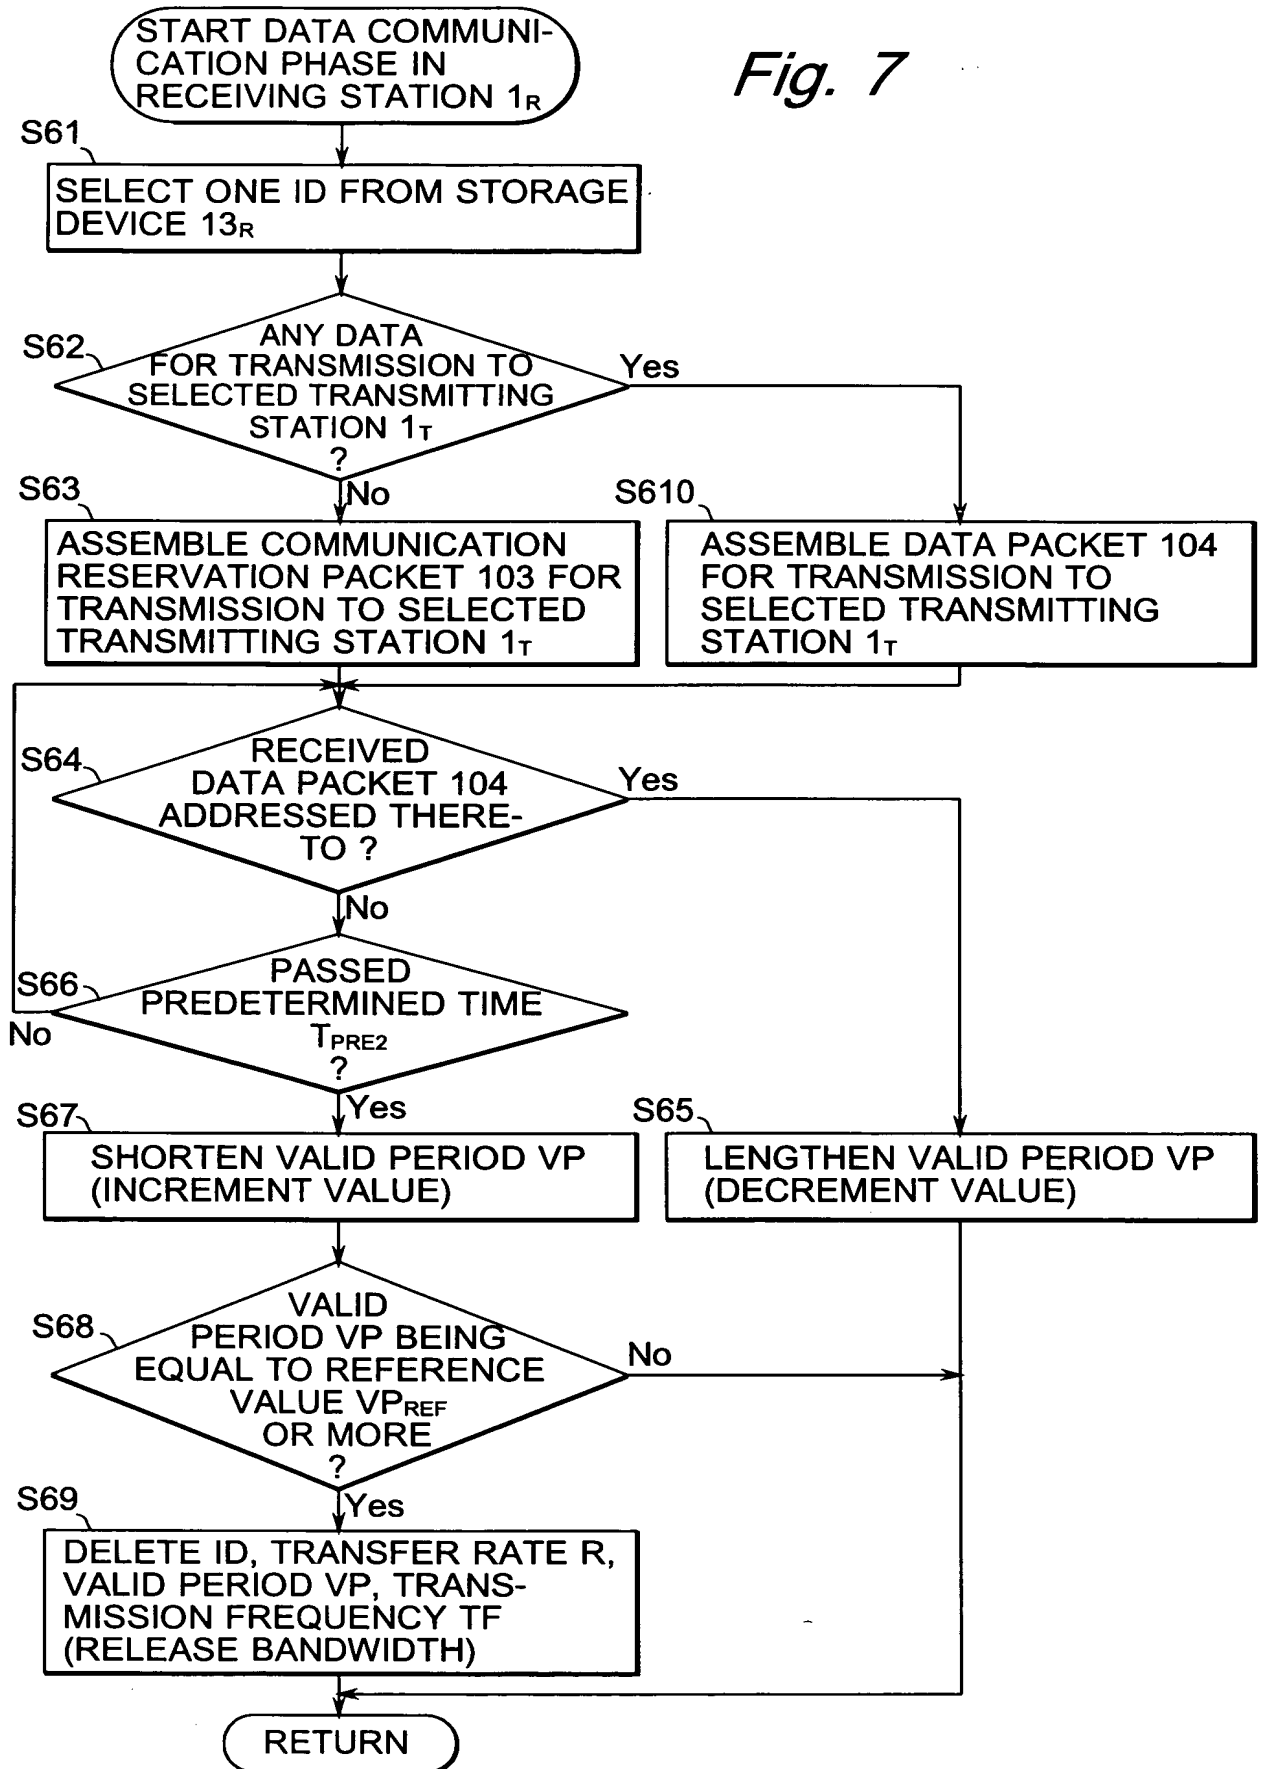 START DATA COMMUNI-
CATION PHASE IN
RECEIVING STATION 1R
Fig. 7
S61
SELECT ONE ID FROM STORAGE
DEVICE 13R
S62
ANY DATA
FOR TRANSMISSION TO
SELECTED TRANSMITTING
STATION 1T
?
Yes
No
S63
ASSEMBLE COMMUNICATION
RESERVATION PACKET 103 FOR
TRANSMISSION TO SELECTED
TRANSMITTING STATION 1T
S610
ASSEMBLE DATA PACKET 104
FOR TRANSMISSION TO
SELECTED TRANSMITTING
STATION 1T
S64
RECEIVED
DATA PACKET 104
ADDRESSED THERE-
TO ?
Yes
No
S66
PASSED
PREDETERMINED TIME
TPRE2
?
No
Yes
S67
SHORTEN VALID PERIOD VP
(INCREMENT VALUE)
S65
LENGTHEN VALID PERIOD VP
(DECREMENT VALUE)
S68
VALID
PERIOD VP BEING
EQUAL TO REFERENCE
VALUE VPREF
OR MORE
?
No
Yes
S69
DELETE ID, TRANSFER RATE R,
VALID PERIOD VP, TRANS-
MISSION FREQUENCY TF
(RELEASE BANDWIDTH)
RETURN